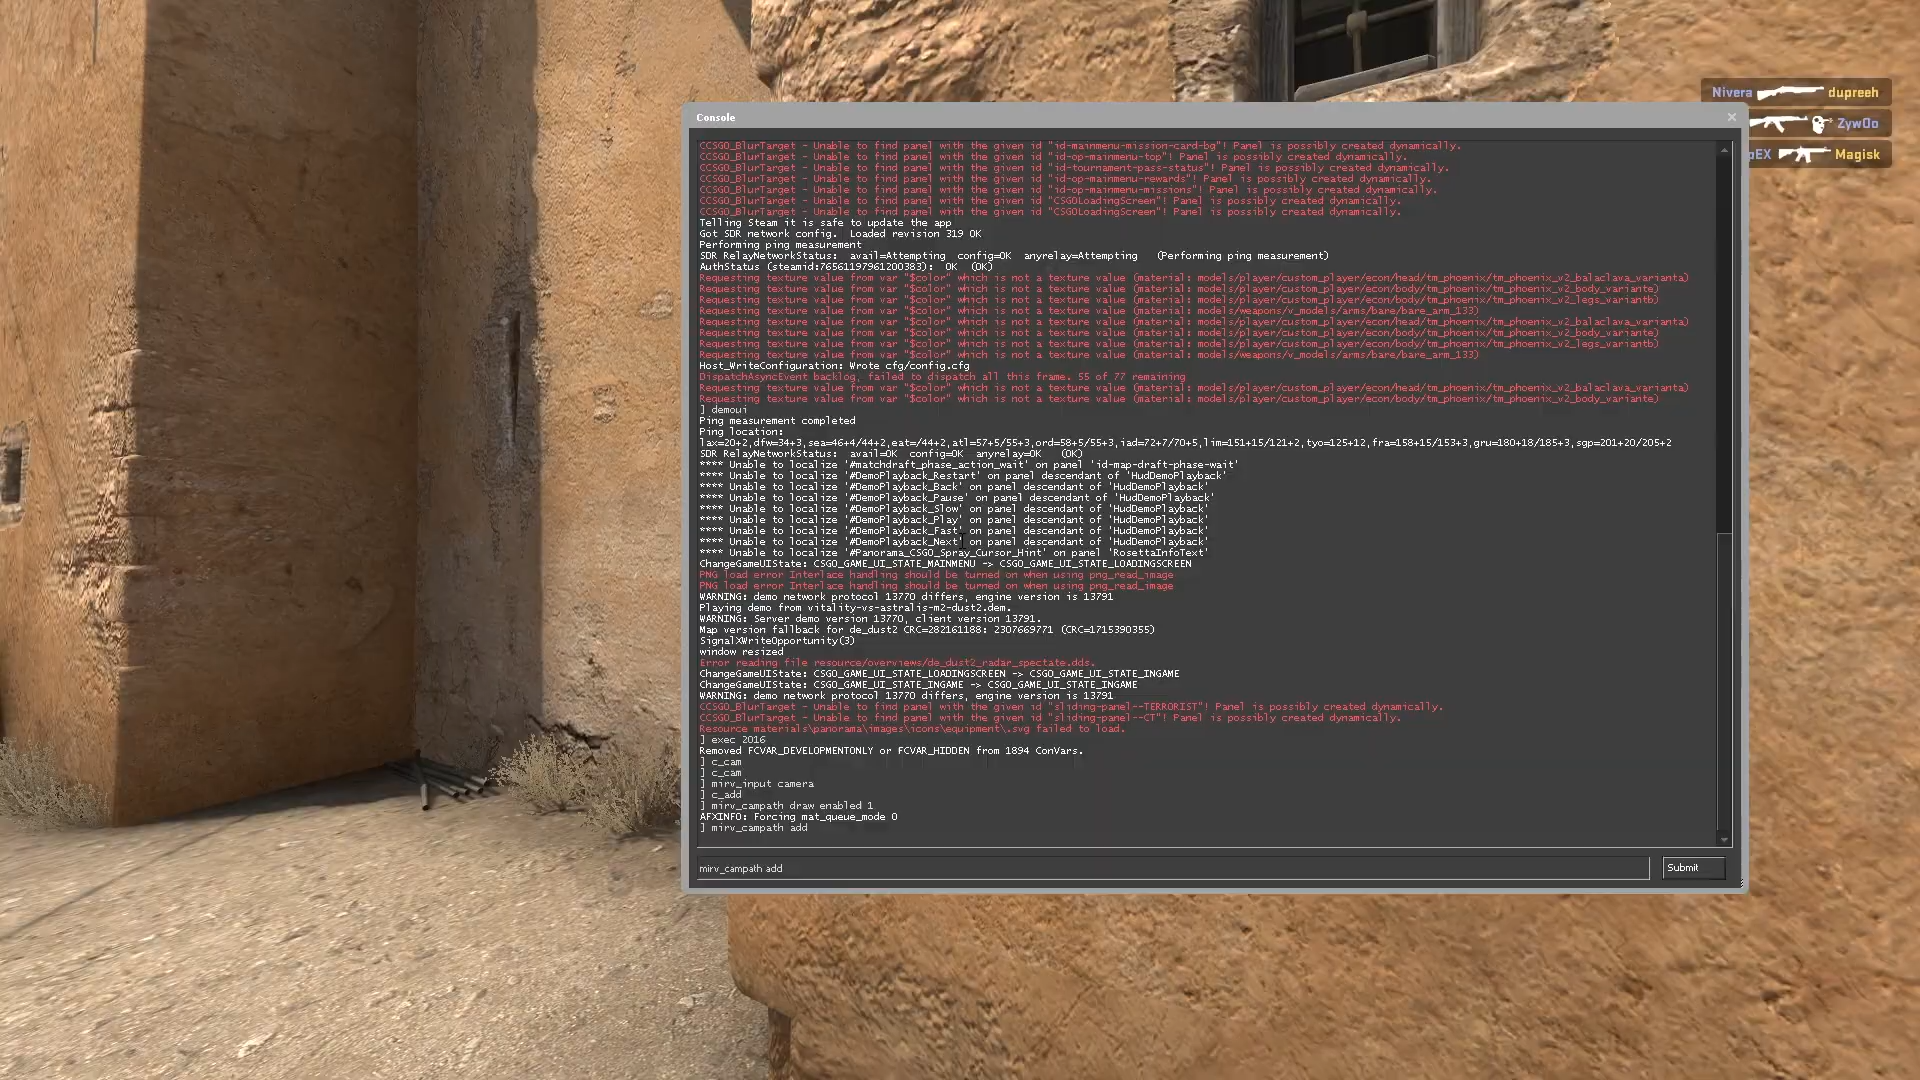 Nivera dupreeh
Console
ZywOo
pEX Magisk
CCSGO_BlurTarget - Unable to find panel with the given id "id-mainmenu-mission-card-bg"! Panel is possibly created dynamically.
CCSGO_BlurTarget - Unable to find panel with the given id "id-op-mainmenu-top"! Panel is possibly created dynamically.
CCSGO_BlurTarget - Unable to find panel with the given id "id-tournament-pass-status"! Panel is possibly created dynamically.
CCSGO_BlurTarget - Unable to find panel with the given id "id-op-mainmenu-rewards"! Panel is possibly created dynamically.
CCSGO_BlurTarget - Unable to find panel with the given id "id-op-mainmenu-missions"! Panel is possibly created dynamically.
CCSGO_BlurTarget - Unable to find panel with the given id "CSGOLoadingScreen"! Panel is possibly created dynamically.
CCSGO_BlurTarget - Unable to find panel with the given id "CSGOLoadingScreen"! Panel is possibly created dynamically.
Telling Steam it is safe to update the app
Got SDR network config. Loaded revision 319 OK
Performing ping measurement
SDR RelayNetworkStatus: avail=Attempting config=OK anyrelay=Attempting (Performing ping measurement)
AuthStatus (steamid:76561197961200383): OK (OK)
Requesting texture value from var "$color" which is not a texture value (material: models/player/custom_player/econ/head/tm_phoenix/tm_phoenix_v2_balaclava_varianta)
Requesting texture value from var "$color" which is not a texture value (material: models/player/custom_player/econ/body/tm_phoenix/tm_phoenix_v2_body_variante)
Requesting texture value from var "$color" which is not a texture value (material: models/player/custom_player/econ/body/tm_phoenix/tm_phoenix_v2_legs_variantb)
Requesting texture value from var "$color" which is not a texture value (material: models/weapons/v_models/arms/bare/bare_arm_133)
Requesting texture value from var "$color" which is not a texture value (material: models/player/custom_player/econ/head/tm_phoenix/tm_phoenix_v2_balaclava_varianta)
Requesting texture value from var "$color" which is not a texture value (material: models/player/custom_player/econ/body/tm_phoenix/tm_phoenix_v2_body_variante)
Requesting texture value from var "$color" which is not a texture value (material: models/player/custom_player/econ/body/tm_phoenix/tm_phoenix_v2_legs_variantb)
Requesting texture value from var "$color" which is not a texture value (material: models/weapons/v_models/arms/bare/bare_arm_133)
Host_WriteConfiguration: Wrote cfg/config.cfg
DispatchAsyncEvent backlog, failed to dispatch all this frame. 55 of 77 remaining
Requesting texture value from var "$color" which is not a texture value (material: models/player/custom_player/econ/head/tm_phoenix/tm_phoenix_v2_balaclava_varianta)
Requesting texture value from var "$color" which is not a texture value (material: models/player/custom_player/econ/body/tm_phoenix/tm_phoenix_v2_body_variante)
] demoui
Ping measurement completed
Ping location:
lax=20+2,dfw=34+3,sea=46+4/44+2,eat=/44+2,atl=57+5/55+3,ord=58+5/55+3,iad=72+7/70+5,lim=151+15/121+2,tyo=125+12,fra=158+15/153+3,gru=180+18/185+3,sgp=201+20/205+2
SDR RelayNetworkStatus: avail=OK config=OK anyrelay=OK (OK)
**** Unable to localize '#matchdraft_phase_action_wait' on panel 'id-map-draft-phase-wait'
**** Unable to localize '#DemoPlayback_Restart' on panel descendant of 'HudDemoPlayback'
**** Unable to localize '#DemoPlayback_Back' on panel descendant of 'HudDemoPlayback'
**** Unable to localize '#DemoPlayback_Pause' on panel descendant of 'HudDemoPlayback'
**** Unable to localize '#DemoPlayback_Slow' on panel descendant of 'HudDemoPlayback'
**** Unable to localize '#DemoPlayback_Play' on panel descendant of 'HudDemoPlayback'
**** Unable to localize '#DemoPlayback_Fast' on panel descendant of 'HudDemoPlayback'
**** Unable to localize '#DemoPlayback_Next' on panel descendant of 'HudDemoPlayback'
**** Unable to localize '#Panorama_CSGO_Spray_Cursor_Hint' on panel 'RosettaInfoText'
ChangeGameUIState: CSGO_GAME_UI_STATE_MAINMENU -> CSGO_GAME_UI_STATE_LOADINGSCREEN
PNG load error Interlace handling should be turned on when using png_read_image
PNG load error Interlace handling should be turned on when using png_read_image
WARNING: demo network protocol 13770 differs, engine version is 13791
Playing demo from vitality-vs-astralis-m2-dust2.dem.
WARNING: Server demo version 13770, client version 13791.
Map version fallback for de_dust2 CRC=282161188: 2307669771 (CRC=1715390355)
SignalXWriteOpportunity(3)
window resized
Error reading file resource/overviews/de_dust2_radar_spectate.dds.
ChangeGameUIState: CSGO_GAME_UI_STATE_LOADINGSCREEN -> CSGO_GAME_UI_STATE_INGAME
ChangeGameUIState: CSGO_GAME_UI_STATE_INGAME -> CSGO_GAME_UI_STATE_INGAME
WARNING: demo network protocol 13770 differs, engine version is 13791
CCSGO_BlurTarget - Unable to find panel with the given id "sliding-panel--TERRORIST"! Panel is possibly created dynamically.
CCSGO_BlurTarget - Unable to find panel with the given id "sliding-panel--CT"! Panel is possibly created dynamically.
Resource materials\panorama\images\icons\equipment\.svg failed to load.
] exec 2016
Removed FCVAR_DEVELOPMENTONLY or FCVAR_HIDDEN from 1894 ConVars.
] c_cam
] c_cam
] mirv_input camera
] c_add
] mirv_campath draw enabled 1
AFXINFO: Forcing mat_queue_mode 0
] mirv_campath add
mirv_campath add
Submit